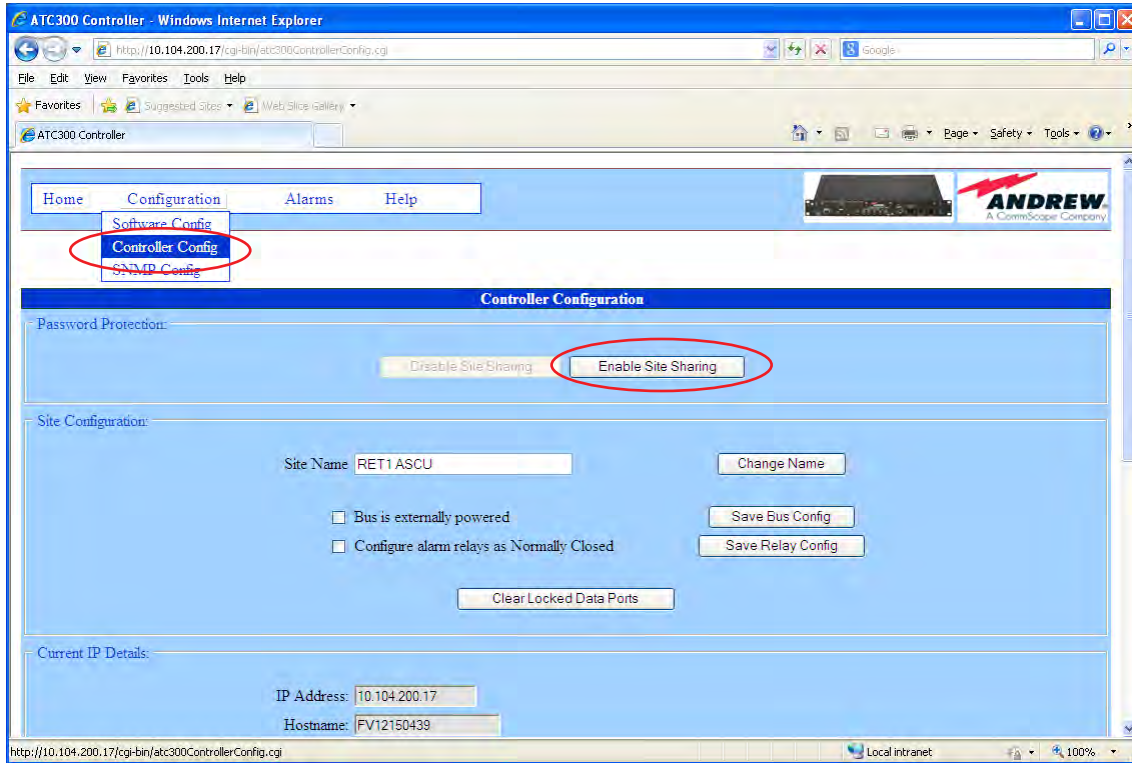 ATC300 Controller - Windows Internet Explorer
http://10.104.200.17/cgi-bin/atc300ControllerConfig.cgi
Google
File Edit View Favorites Tools Help
Favorites Suggested Sites Web Slice Gallery
ATC300 Controller
Page Safety Tools
Home Configuration Alarms Help
ANDREW.
A CommScope Company
Software Config
Controller Config
SNMP Config
Controller Configuration
Password Protection:
Disable Site Sharing Enable Site Sharing
Site Configuration:
Site Name RET1 ASCU Change Name
Bus is externally powered Save Bus Config
Configure alarm relays as Normally Closed Save Relay Config
Clear Locked Data Ports
Current IP Details:
IP Address: 10.104.200.17
Hostname: FV12150439
http://10.104.200.17/cgi-bin/atc300ControllerConfig.cgi Local intranet 100%